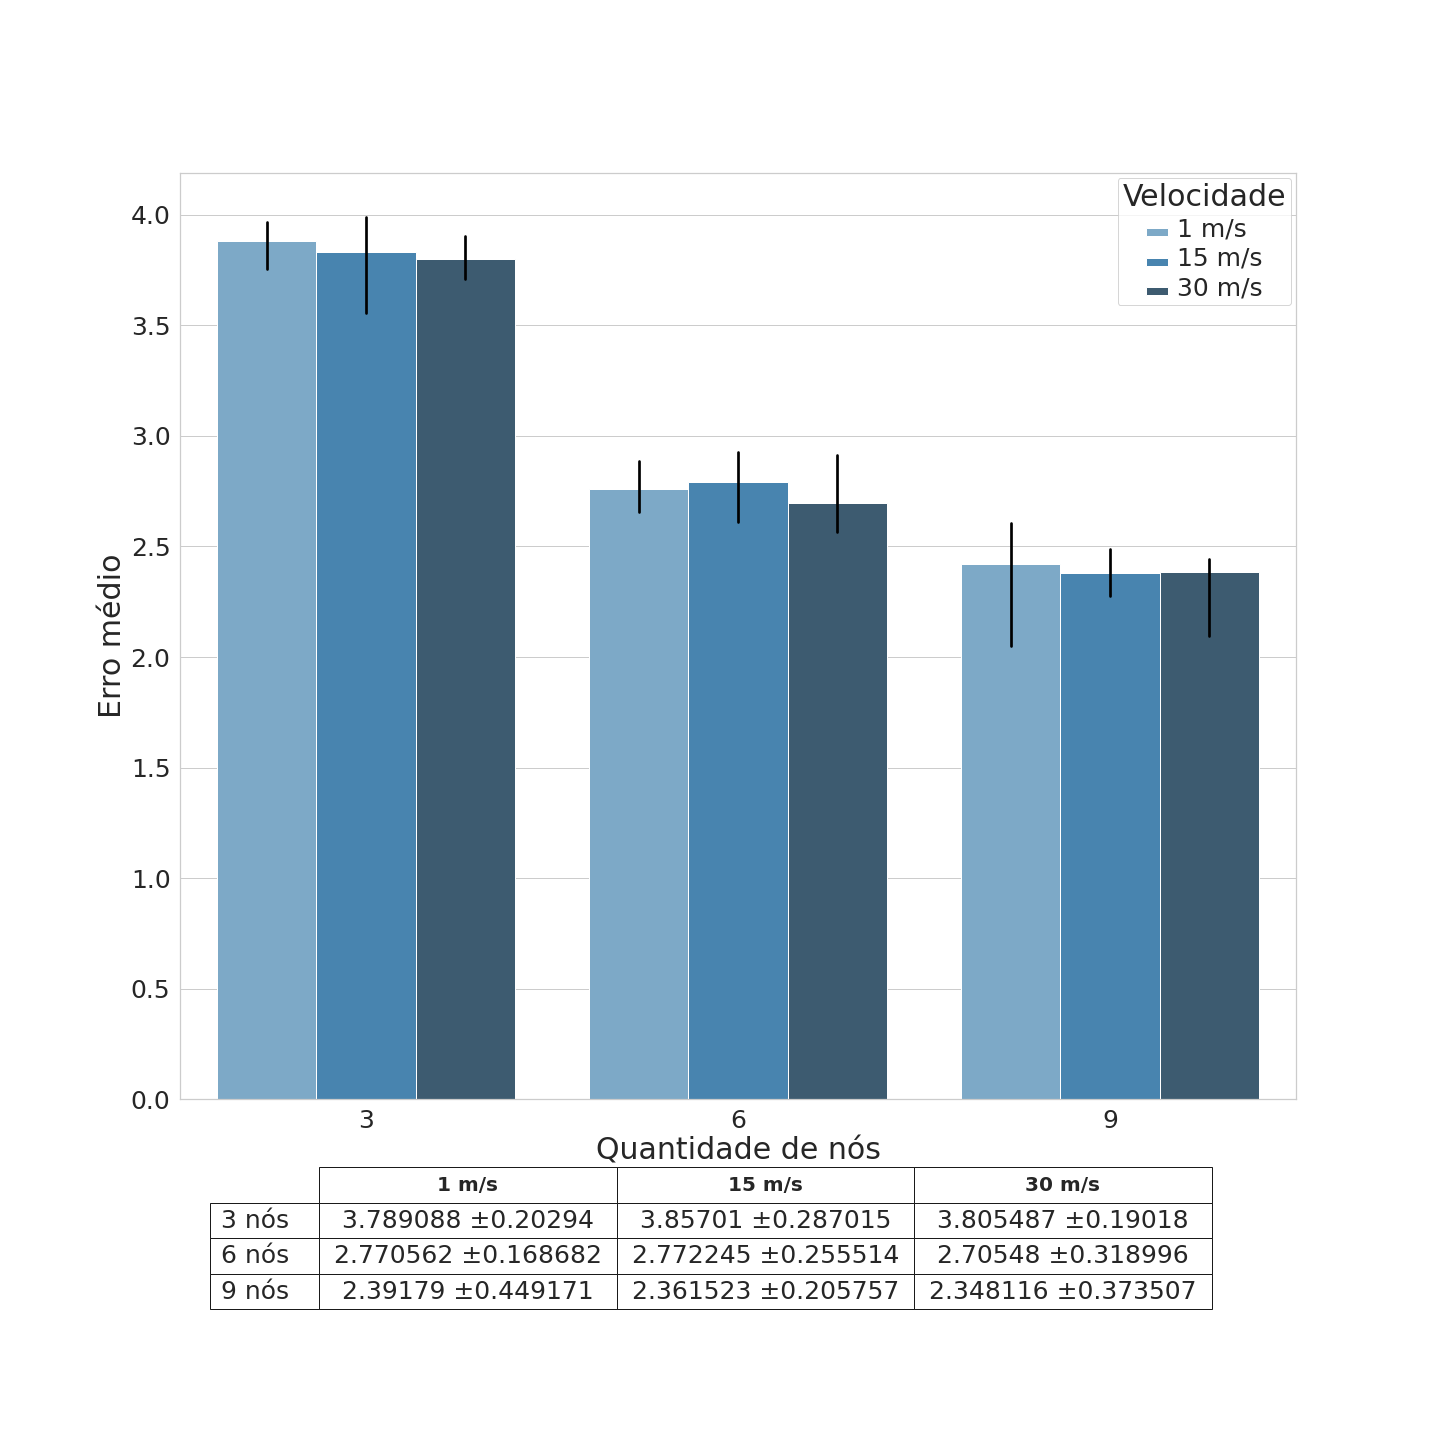 Velocidade
1 m/s
15 m/s
30 m/s
4.0
3.5
3.0
2.5
2.0
1.5
1.0
0.5
0.0
Erro médio
3 6 9
Quantidade de nós
1 m/s 15 m/s 30 m/s
3 nós 3.789088 ±0.20294 3.85701 ±0.287015 3.805487 ±0.19018
6 nós 2.770562 ±0.168682 2.772245 ±0.255514 2.70548 ±0.318996
9 nós 2.39179 ±0.449171 2.361523 ±0.205757 2.348116 ±0.373507